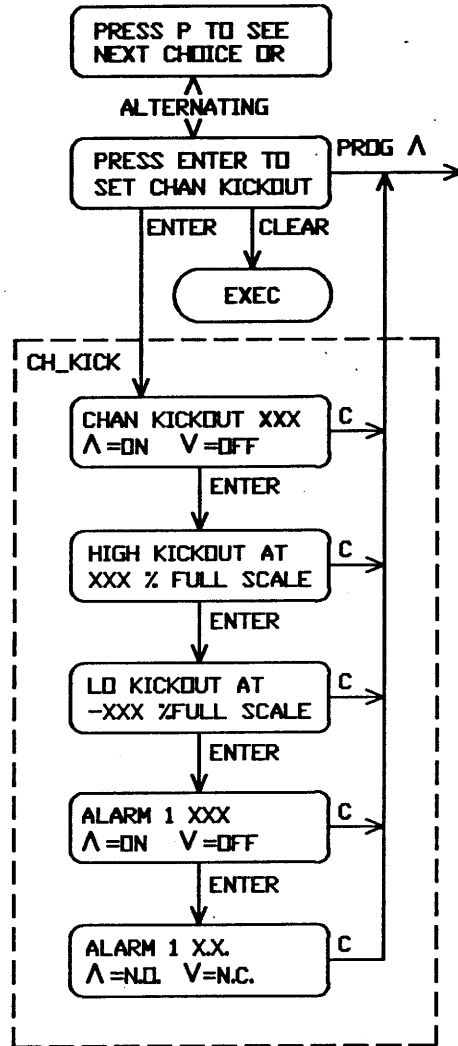 PRESS P TO SEE
NEXT CHOICE OR
Λ
ALTERNATING
V
PRESS ENTER TO
SET CHAN KICKOUT
PROG Λ
ENTER
CLEAR
EXEC
CH_KICK
CHAN KICKOUT XXX
Λ=ON V=OFF
C
ENTER
HIGH KICKOUT AT
XXX % FULL SCALE
C
ENTER
LO KICKOUT AT
-XXX %FULL SCALE
C
ENTER
ALARM 1 XXX
Λ=ON V=OFF
C
ENTER
ALARM 1 X.X.
Λ=N.O. V=N.C.
C